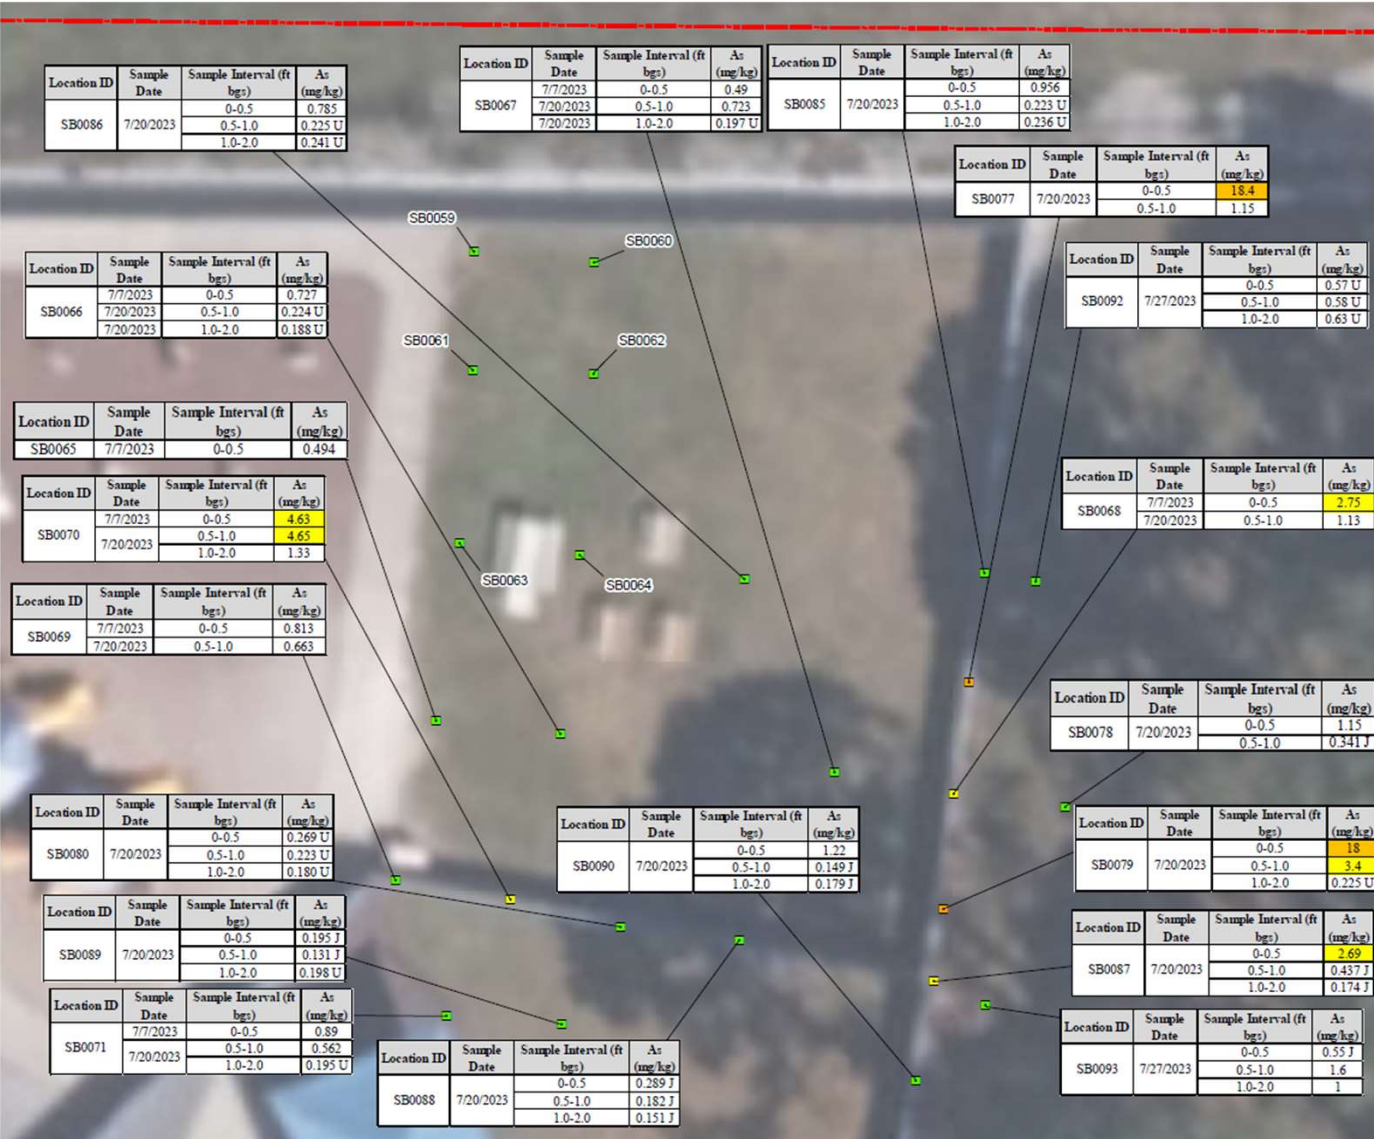 Location ID Sample Date Sample Interval (ft bgs) As (mg/kg)
SB0086 7/20/2023 0-0.5 0.785
0.5-1.0 0.225 U
1.0-2.0 0.241 U
Location ID Sample Date Sample Interval (ft bgs) As (mg/kg)
SB0067 7/7/2023 0-0.5 0.49
7/20/2023 0.5-1.0 0.723
7/20/2023 1.0-2.0 0.197 U
Location ID Sample Date Sample Interval (ft bgs) As (mg/kg)
SB0085 7/20/2023 0-0.5 0.956
0.5-1.0 0.223 U
1.0-2.0 0.236 U
Location ID Sample Date Sample Interval (ft bgs) As (mg/kg)
SB0077 7/20/2023 0-0.5 18.4
0.5-1.0 1.15
SB0059
SB0060
Location ID Sample Date Sample Interval (ft bgs) As (mg/kg)
SB0066 7/7/2023 0-0.5 0.727
7/20/2023 0.5-1.0 0.224 U
7/20/2023 1.0-2.0 0.188 U
Location ID Sample Date Sample Interval (ft bgs) As (mg/kg)
SB0092 7/27/2023 0-0.5 0.57 U
0.5-1.0 0.58 U
1.0-2.0 0.63 U
SB0061
SB0062
Location ID Sample Date Sample Interval (ft bgs) As (mg/kg)
SB0065 7/7/2023 0-0.5 0.494
Location ID Sample Date Sample Interval (ft bgs) As (mg/kg)
SB0070 7/7/2023 0-0.5 4.63
7/20/2023 0.5-1.0 4.65
1.0-2.0 1.33
Location ID Sample Date Sample Interval (ft bgs) As (mg/kg)
SB0068 7/7/2023 0-0.5 2.75
7/20/2023 0.5-1.0 1.13
SB0063
SB0064
Location ID Sample Date Sample Interval (ft bgs) As (mg/kg)
SB0069 7/7/2023 0-0.5 0.813
7/20/2023 0.5-1.0 0.663
Location ID Sample Date Sample Interval (ft bgs) As (mg/kg)
SB0078 7/20/2023 0-0.5 1.15
0.5-1.0 0.341 J
Location ID Sample Date Sample Interval (ft bgs) As (mg/kg)
SB0080 7/20/2023 0-0.5 0.269 U
0.5-1.0 0.223 U
1.0-2.0 0.180 U
Location ID Sample Date Sample Interval (ft bgs) As (mg/kg)
SB0090 7/20/2023 0-0.5 1.22
0.5-1.0 0.149 J
1.0-2.0 0.179 J
Location ID Sample Date Sample Interval (ft bgs) As (mg/kg)
SB0079 7/20/2023 0-0.5 18
0.5-1.0 3.4
1.0-2.0 0.225 U
Location ID Sample Date Sample Interval (ft bgs) As (mg/kg)
SB0089 7/20/2023 0-0.5 0.195 J
0.5-1.0 0.131 J
1.0-2.0 0.198 U
Location ID Sample Date Sample Interval (ft bgs) As (mg/kg)
SB0087 7/20/2023 0-0.5 2.69
0.5-1.0 0.437 J
1.0-2.0 0.174 J
Location ID Sample Date Sample Interval (ft bgs) As (mg/kg)
SB0071 7/7/2023 0-0.5 0.89
7/20/2023 0.5-1.0 0.562
1.0-2.0 0.195 U
Location ID Sample Date Sample Interval (ft bgs) As (mg/kg)
SB0088 7/20/2023 0-0.5 0.289 J
0.5-1.0 0.182 J
1.0-2.0 0.151 J
Location ID Sample Date Sample Interval (ft bgs) As (mg/kg)
SB0093 7/27/2023 0-0.5 0.55 J
0.5-1.0 1.6
1.0-2.0 1